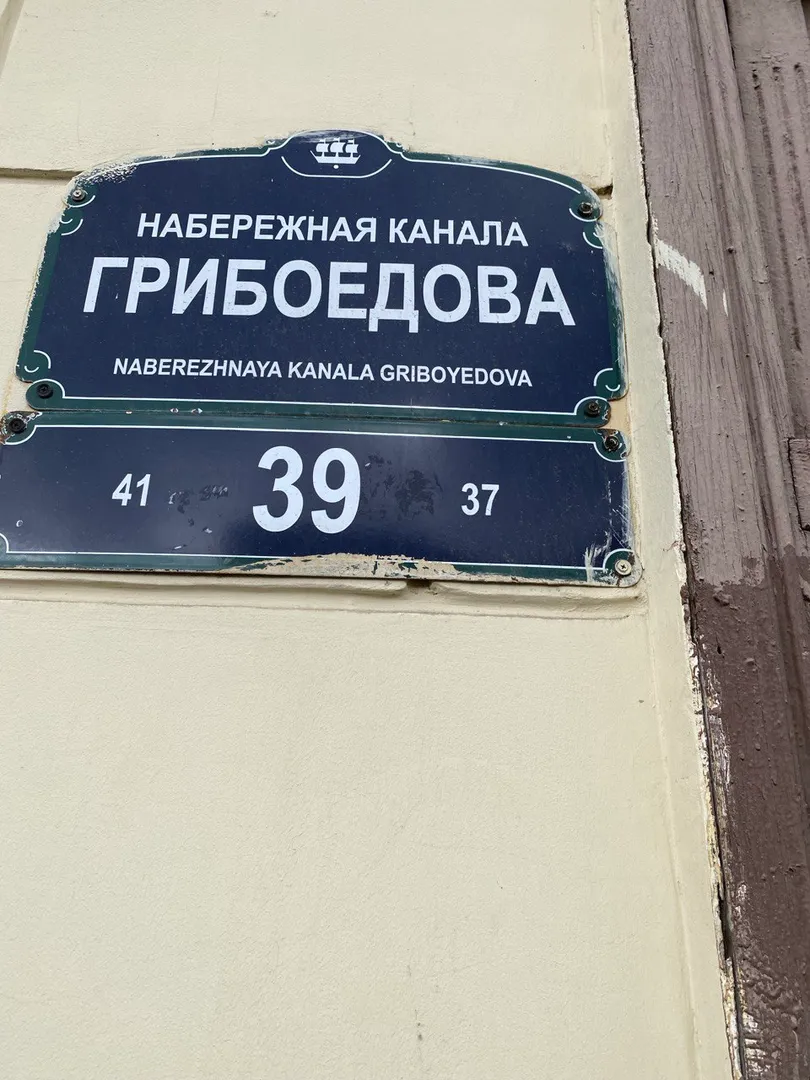 НАБЕРЕЖНАЯ КАНАЛА
ГРИБОЕДОВА
NABEREZHNAYA KANALA GRIBOYEDOVA
41 39 37